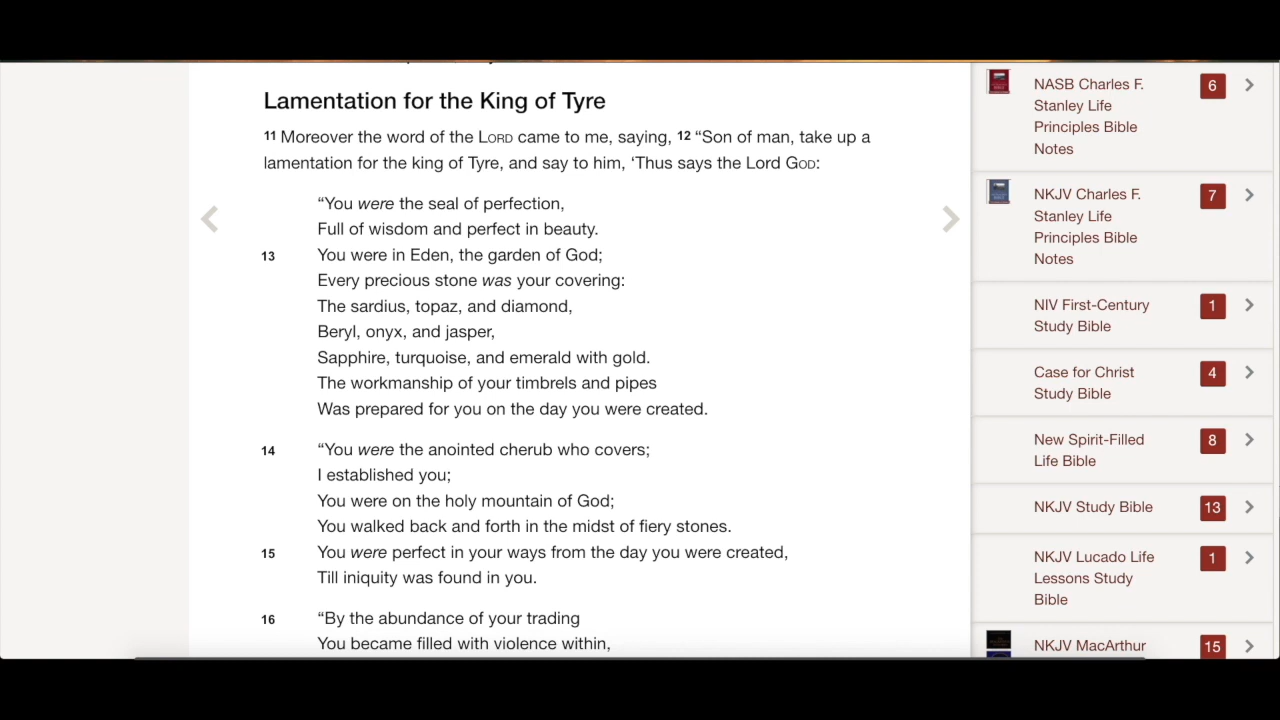 Lamentation for the King of Tyre
11 Moreover the word of the LORD came to me, saying, 12 “Son of man, take up a
lamentation for the king of Tyre, and say to him, ‘Thus says the Lord GOD:
“You were the seal of perfection,
Full of wisdom and perfect in beauty.
13 You were in Eden, the garden of God;
Every precious stone was your covering:
The sardius, topaz, and diamond,
Beryl, onyx, and jasper,
Sapphire, turquoise, and emerald with gold.
The workmanship of your timbrels and pipes
Was prepared for you on the day you were created.
14 “You were the anointed cherub who covers;
I established you;
You were on the holy mountain of God;
You walked back and forth in the midst of fiery stones.
15 You were perfect in your ways from the day you were created,
Till iniquity was found in you.
16 “By the abundance of your trading
You became filled with violence within,
NASB Charles F. 6
Stanley Life
Principles Bible
Notes
NKJV Charles F. 7
Stanley Life
Principles Bible
Notes
NIV First-Century 1
Study Bible
Case for Christ 4
Study Bible
New Spirit-Filled 8
Life Bible
NKJV Study Bible 13
NKJV Lucado Life 1
Lessons Study
Bible
NKJV MacArthur 15